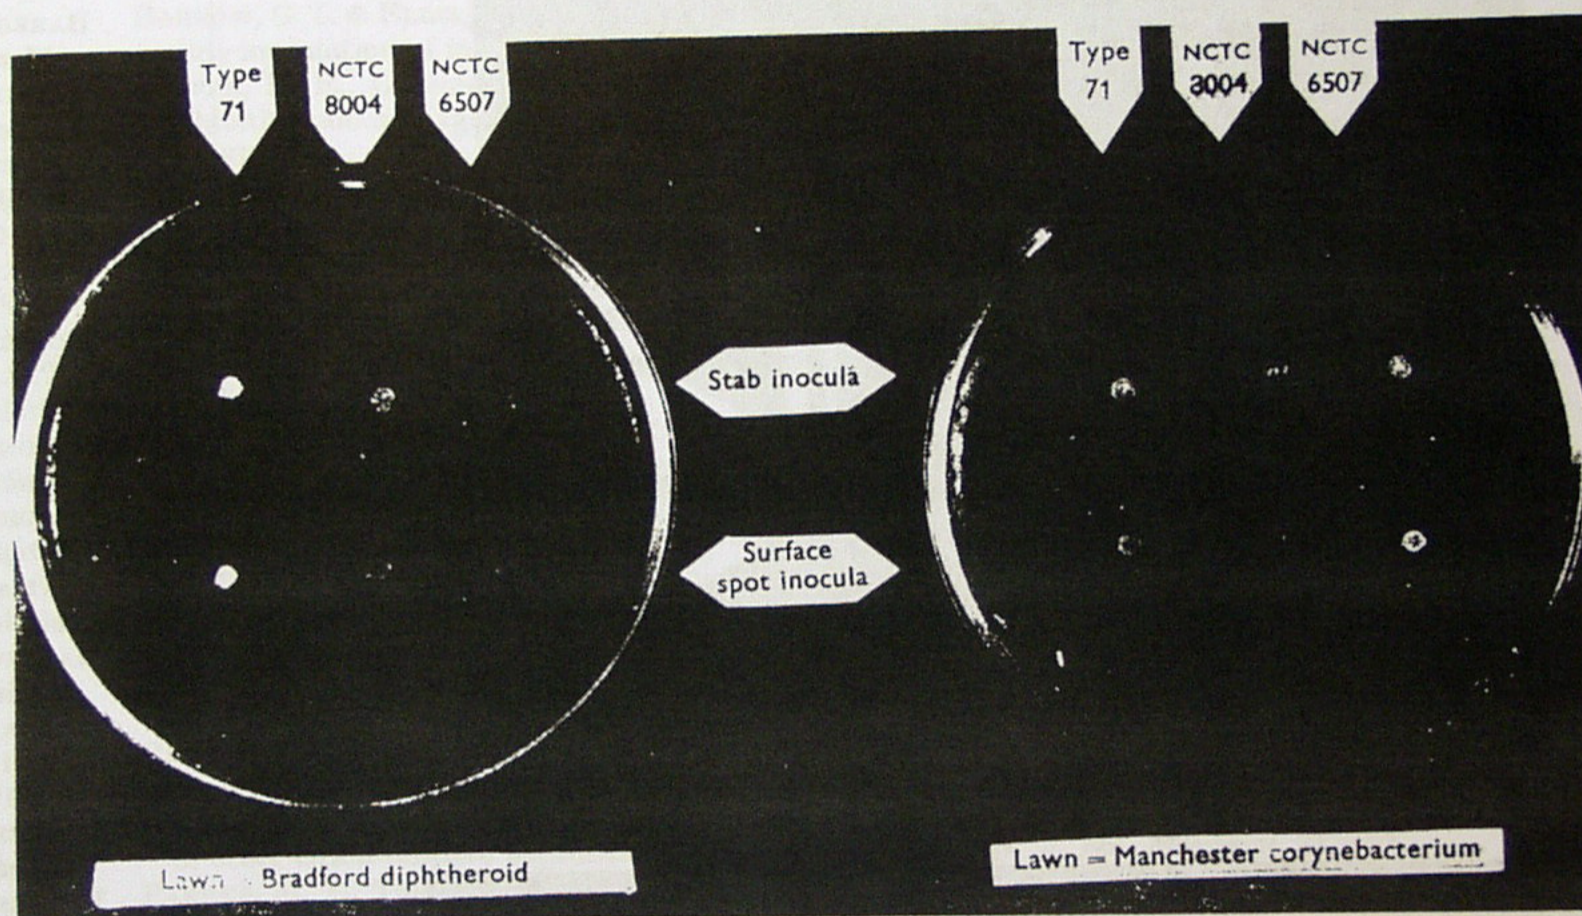 Type
71
NCTC
8004
NCTC
6507
Type
71
NCTC
3004
NCTC
6507
Stab inocula
Surface
spot inocula
Lawn = Bradford diphtheroid
Lawn = Manchester corynebacterium